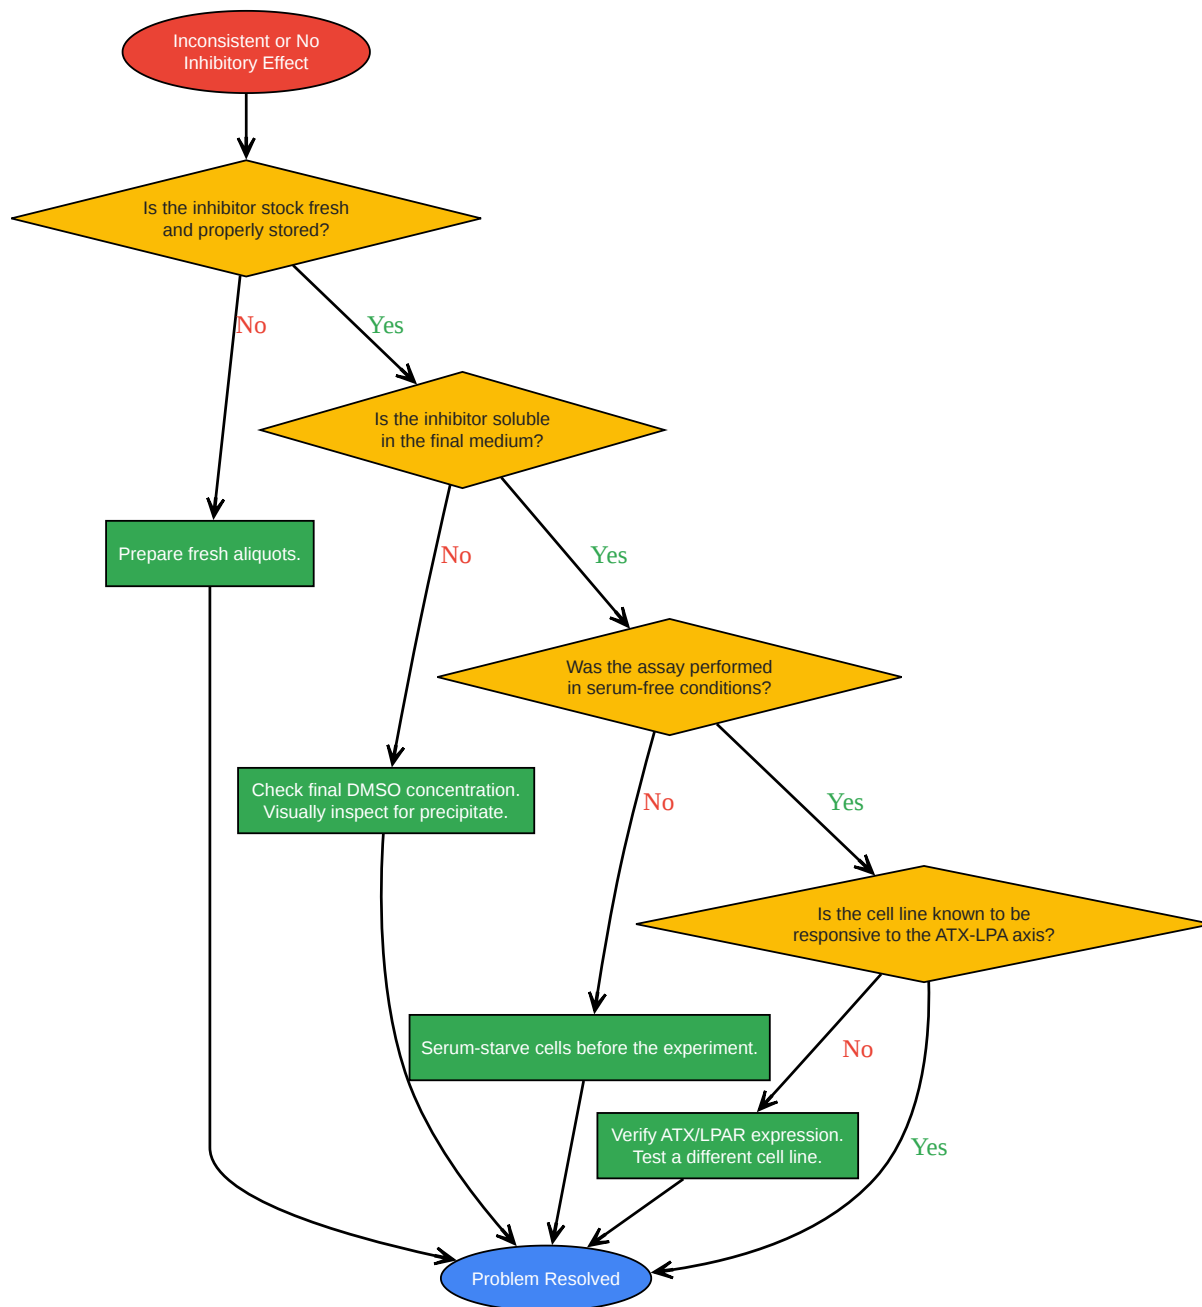 Inconsistent or No
Inhibitory Effect
Is the inhibitor stock fresh
and properly stored?
No
Yes
Is the inhibitor soluble
in the final medium?
Prepare fresh aliquots.
No
Yes
Was the assay performed
in serum-free conditions?
Check final DMSO concentration.
Visually inspect for precipitate.
No
Yes
Is the cell line known to be
responsive to the ATX-LPA axis?
Serum-starve cells before the experiment.
No
Verify ATX/LPAR expression.
Test a different cell line.
Yes
Problem Resolved